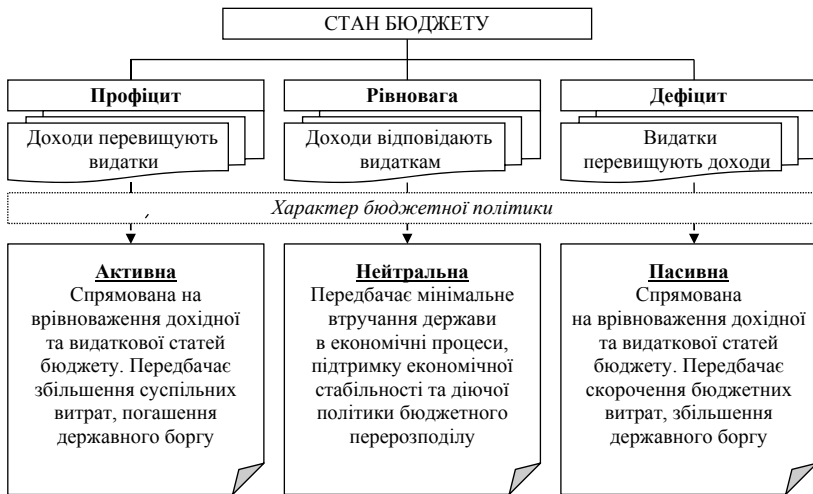 СТАН БЮДЖЕТУ
Профіцит
Доходи перевищують
видатки
Рівновага
Доходи відповідають
видаткам
Дефіцит
Видатки
перевищують доходи
Характер бюджетної політики
Активна
Спрямована на
врівноваження дохідної
та видаткової статей
бюджету. Передбачає
збільшення суспільних
витрат, погашення
державного боргу
Нейтральна
Передбачає мінімальне
втручання держави
в економічні процеси,
підтримку економічної
стабільності та діючої
політики бюджетного
перерозподілу
Пасивна
Спрямована
на врівноваження дохідної
та видаткової статей
бюджету. Передбачає
скорочення бюджетних
витрат, збільшення
державного боргу